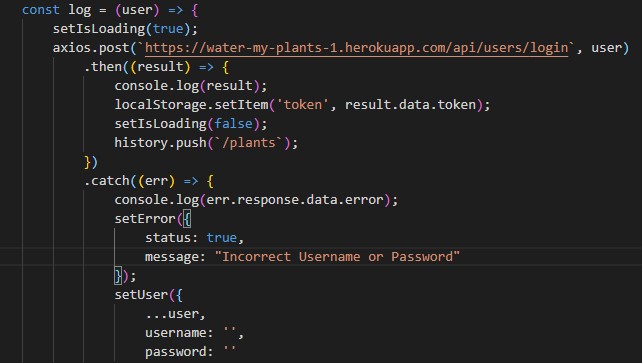 const log = (user) => {
setIsLoading(true);
axios.post(`https://water-my-plants-1.herokuapp.com/api/users/login`, user)
.then((result) => {
console.log(result);
localStorage.setItem('token', result.data.token);
setIsLoading(false);
history.push(`/plants`);
})
.catch((err) => {
console.log(err.response.data.error);
setError({
status: true,
message: "Incorrect Username or Password"
});
setUser({
...user,
username: '',
password: ''